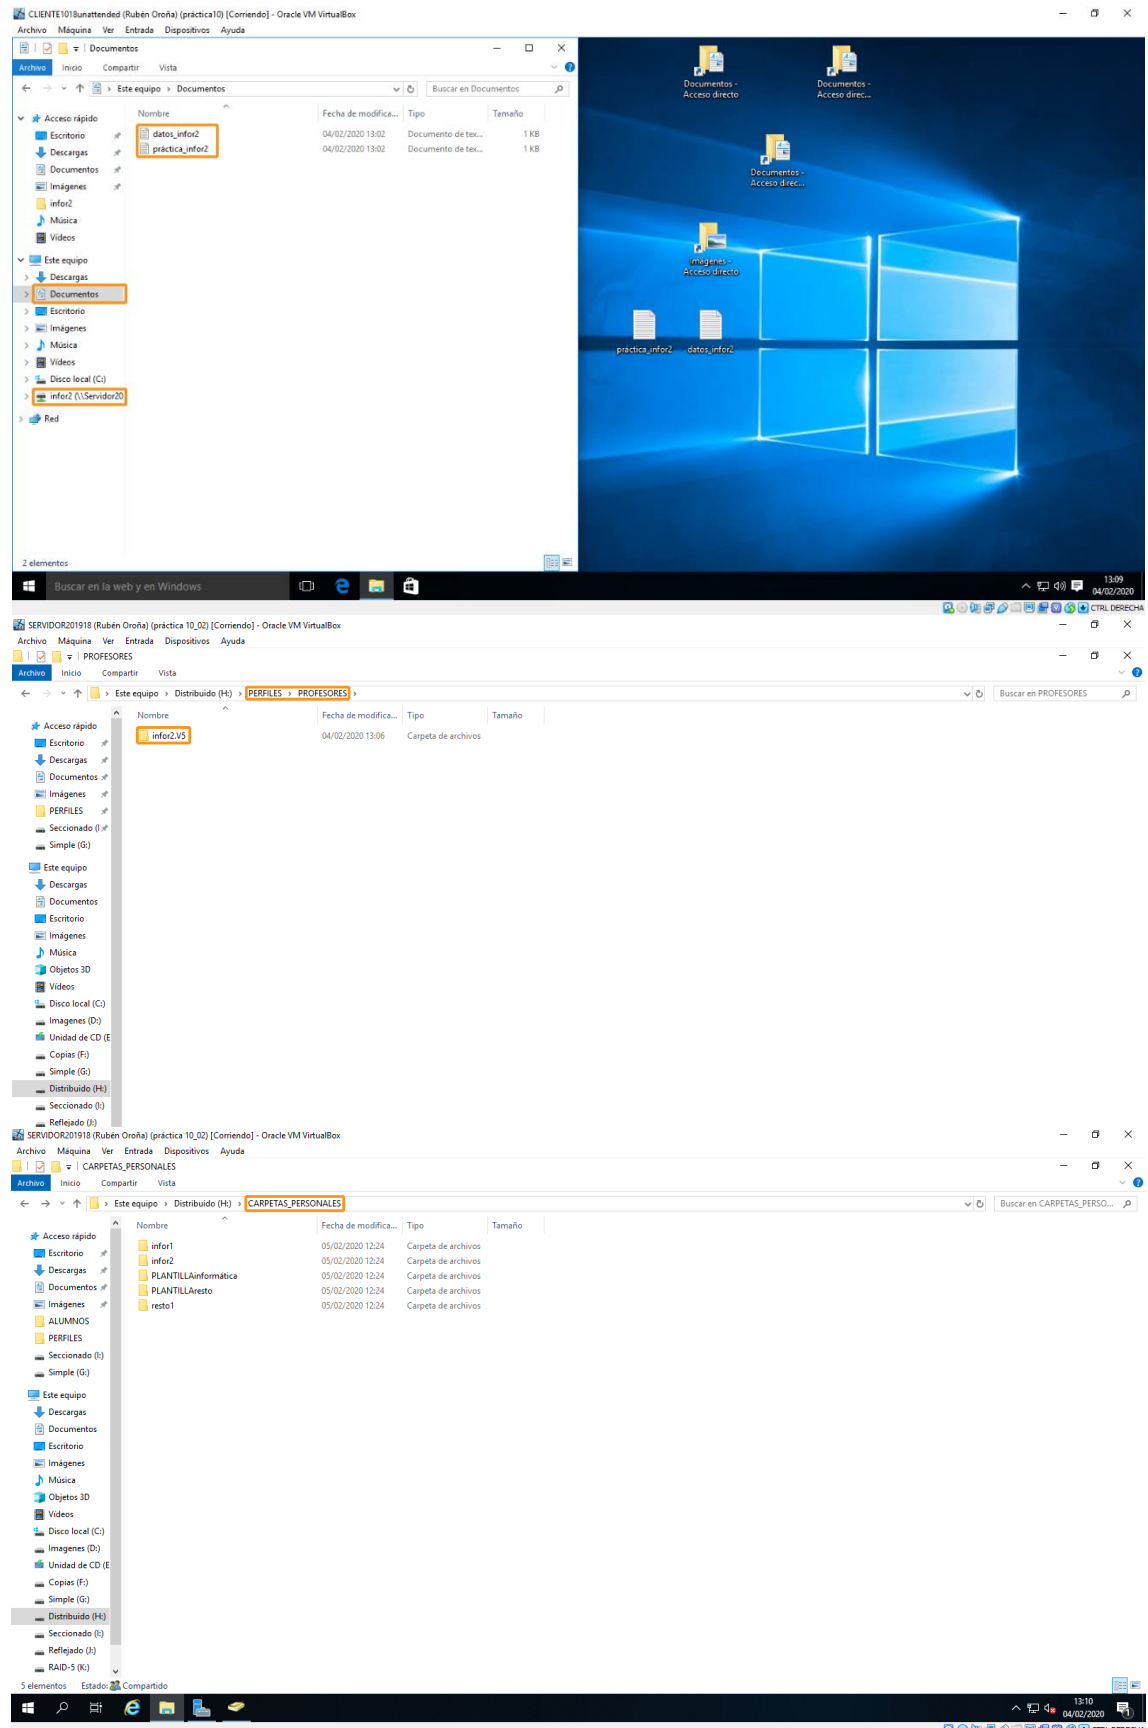 CLIENTE1018unattended (Rubén Oroña) (práctica10) [Corriendo] - Oracle VM VirtualBox
Archivo Máquina Ver Entrada Dispositivos Ayuda
Documentos
Archivo Inicio Compartir Vista
Este equipo › Documentos
Buscar en Documentos
Nombre Fecha de modifica... Tipo Tamaño
datos_infor2 04/02/2020 13:02 Documento de tex... 1 KB
práctica_infor2 04/02/2020 13:02 Documento de tex... 1 KB
Acceso rápido
Escritorio
Descargas
Documentos
Imágenes
infor2
Música
Vídeos
Este equipo
Descargas
Documentos
Escritorio
Imágenes
Música
Vídeos
Disco local (C:)
infor2 (\\Servidor20
Red
2 elementos
Documentos -
Acceso directo
Documentos -
Acceso direc...
Documentos -
Acceso direc...
Imágenes -
Acceso directo
práctica_infor2 datos_infor2
Buscar en la web y en Windows
13:09
04/02/2020
CTRL DERECHA
SERVIDOR201918 (Rubén Oroña) (práctica 10_02) [Corriendo] - Oracle VM VirtualBox
Archivo Máquina Ver Entrada Dispositivos Ayuda
PROFESORES
Archivo Inicio Compartir Vista
Este equipo › Distribuido (H:) › PERFILES › PROFESORES ›
Buscar en PROFESORES
Nombre Fecha de modifica... Tipo Tamaño
infor2.V5 04/02/2020 13:06 Carpeta de archivos
Acceso rápido
Escritorio
Descargas
Documentos
Imágenes
PERFILES
Seccionado (I
Simple (G:)
Este equipo
Descargas
Documentos
Escritorio
Imágenes
Música
Objetos 3D
Vídeos
Disco local (C:)
Imagenes (D:)
Unidad de CD (E
Copias (F:)
Simple (G:)
Distribuido (H:)
Seccionado (I:)
Reflejado (J:)
SERVIDOR201918 (Rubén Oroña) (práctica 10_02) [Corriendo] - Oracle VM VirtualBox
Archivo Máquina Ver Entrada Dispositivos Ayuda
CARPETAS_PERSONALES
Archivo Inicio Compartir Vista
Este equipo › Distribuido (H:) › CARPETAS_PERSONALES
Buscar en CARPETAS_PERSO...
Nombre Fecha de modifica... Tipo Tamaño
infor1 05/02/2020 12:24 Carpeta de archivos
infor2 05/02/2020 12:24 Carpeta de archivos
PLANTILLAinformática 05/02/2020 12:24 Carpeta de archivos
PLANTILLAresto 05/02/2020 12:24 Carpeta de archivos
resto1 05/02/2020 12:24 Carpeta de archivos
Acceso rápido
Escritorio
Descargas
Documentos
Imágenes
ALUMNOS
PERFILES
Seccionado (I:)
Simple (G:)
Este equipo
Descargas
Documentos
Escritorio
Imágenes
Música
Objetos 3D
Vídeos
Disco local (C:)
Imagenes (D:)
Unidad de CD (E
Copias (F:)
Simple (G:)
Distribuido (H:)
Seccionado (I:)
Reflejado (J:)
RAID-5 (K:)
5 elementos Estado: Compartido
13:10
04/02/2020